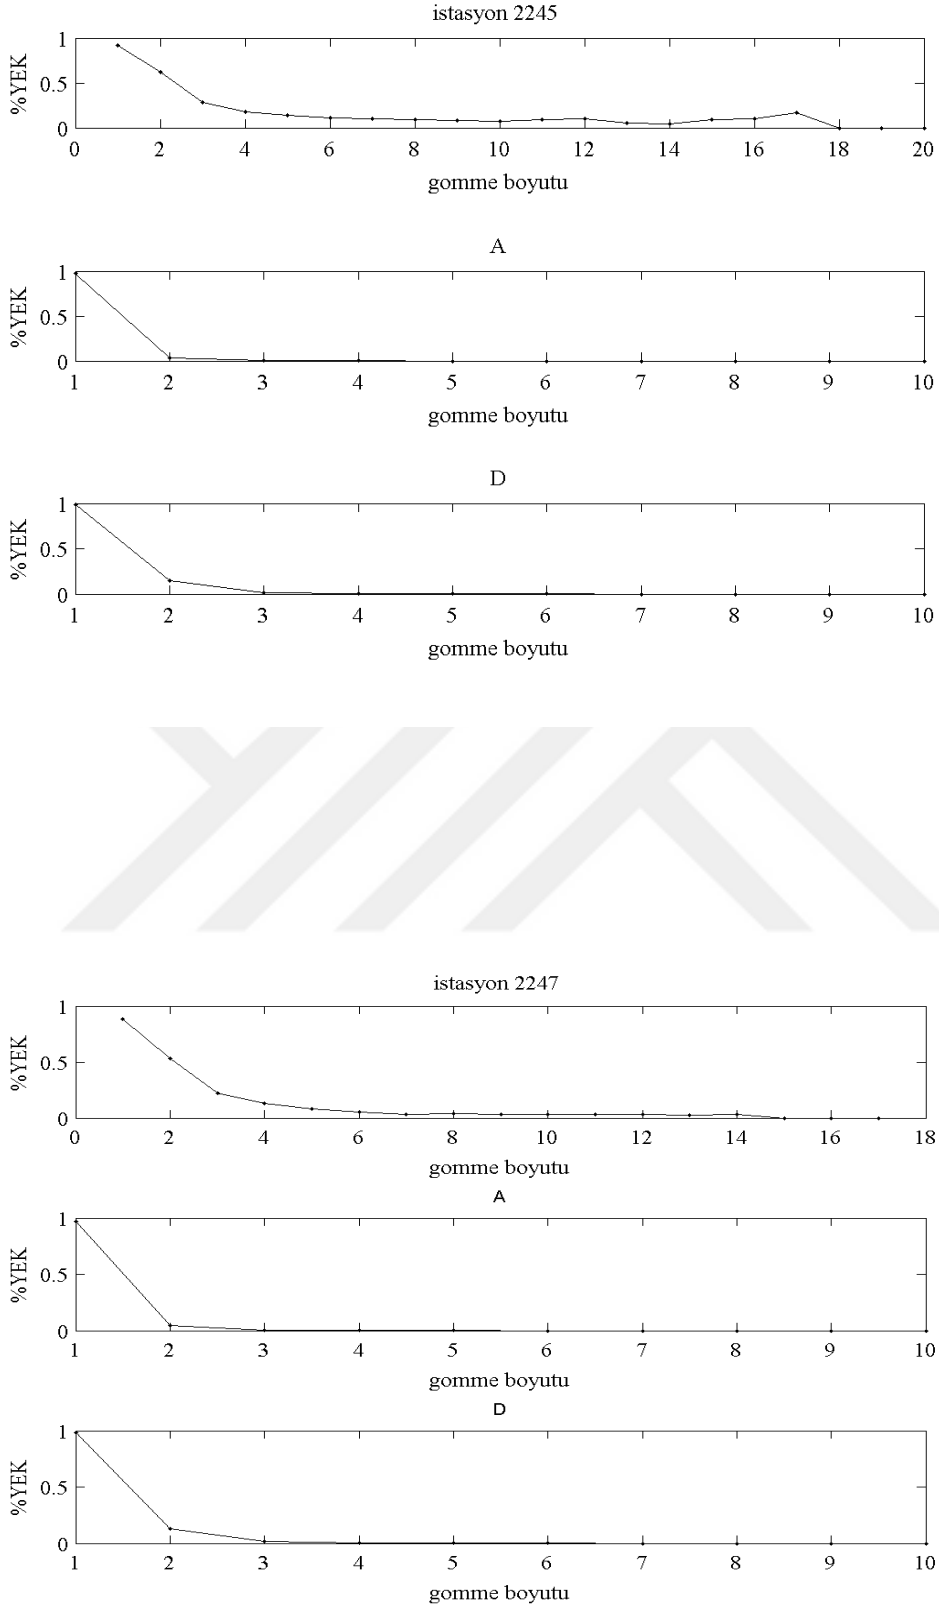 istasyon 2245
1
0.5
0
%YEK
0 2 4 6 8 10 12 14 16 18 20
gomme boyutu
A
1
0.5
0
%YEK
1 2 3 4 5 6 7 8 9 10
gomme boyutu
D
1
0.5
0
%YEK
1 2 3 4 5 6 7 8 9 10
gomme boyutu
istasyon 2247
1
0.5
0
%YEK
0 2 4 6 8 10 12 14 16 18
gomme boyutu
A
1
0.5
0
%YEK
1 2 3 4 5 6 7 8 9 10
gomme boyutu
D
1
0.5
0
%YEK
1 2 3 4 5 6 7 8 9 10
gomme boyutu